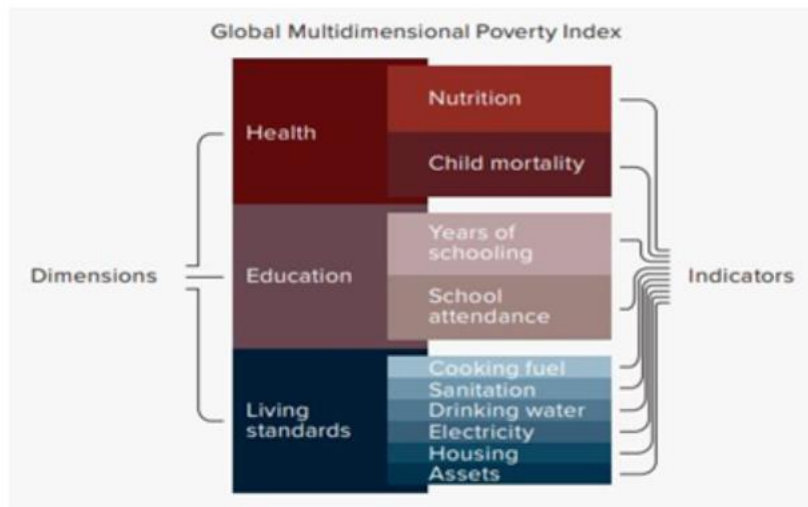 Global Multidimensional Poverty Index
Nutrition
Health
Child mortality
Years of
schooling
Dimensions
Education
Indicators
School
attendance
Cooking fuel
Sanitation
Living
standards
Drinking water
Electricity
Housing
Assets